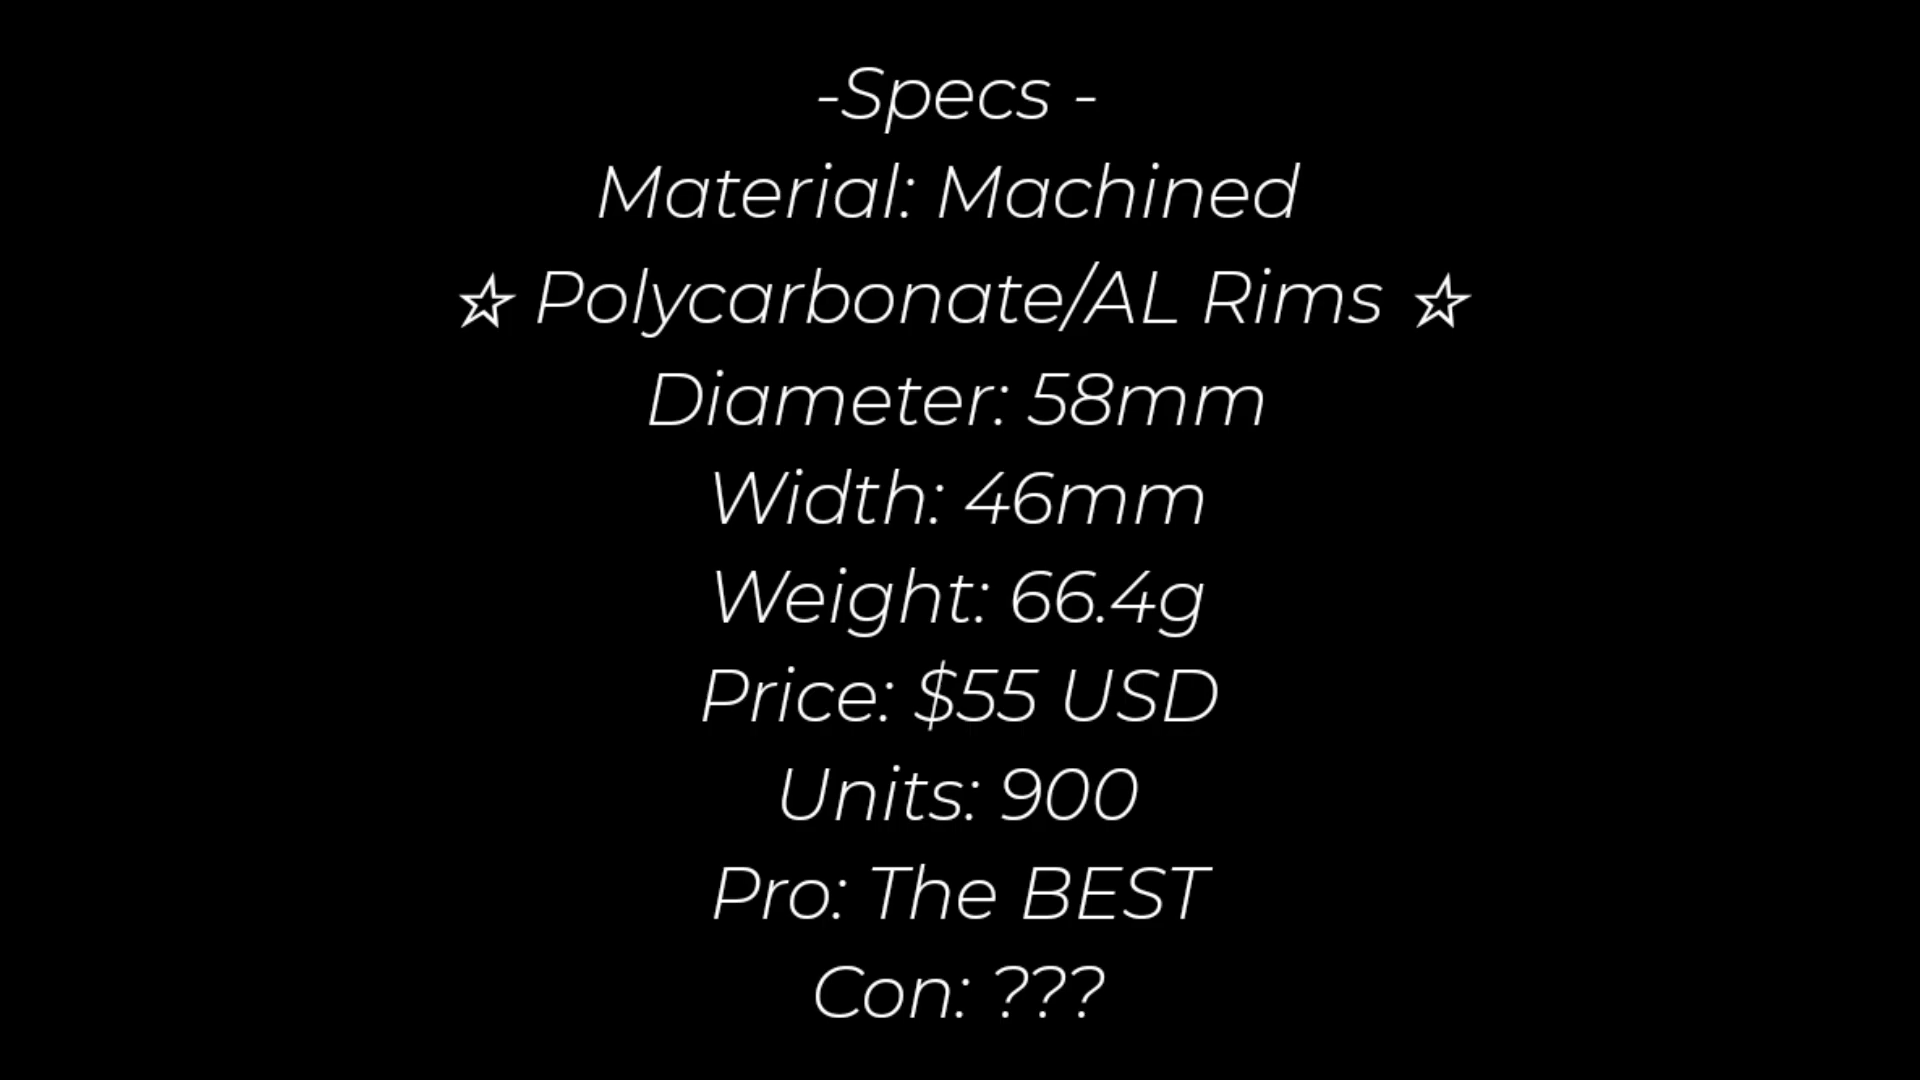 -Specs -
Material: Machined
☆ Polycarbonate/AL Rims ☆
Diameter: 58mm
Width: 46mm
Weight: 66.4g
Price: $55 USD
Units: 900
Pro: The BEST
Con: ???